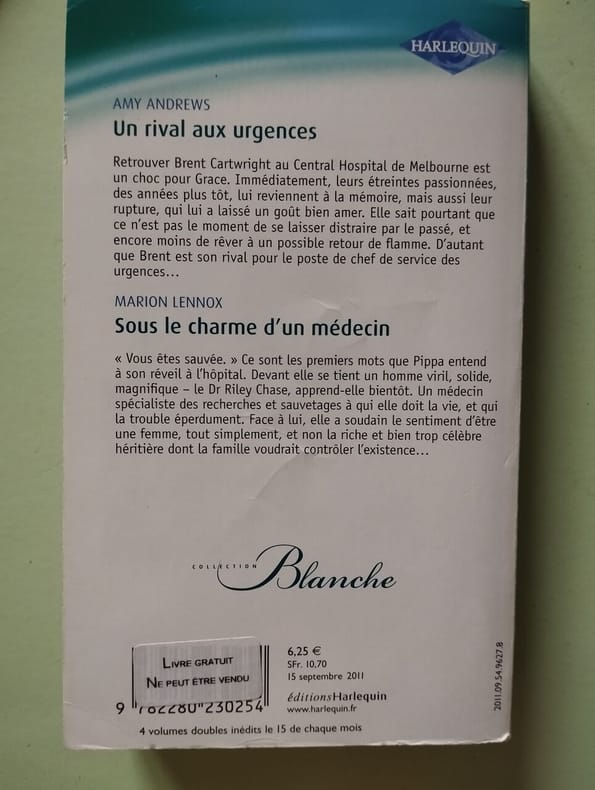 HARLEQUIN
AMY ANDREWS
Un rival aux urgences
Retrouver Brent Cartwright au Central Hospital de Melbourne est
un choc pour Grace. Immédiatement, leurs étreintes passionnées,
des années plus tôt, lui reviennent à la mémoire, mais aussi leur
rupture, qui lui a laissé un goût bien amer. Elle sait pourtant que
ce n'est pas le moment de se laisser distraire par le passé, et
encore moins de rêver à un possible retour de flamme. D'autant
que Brent est son rival pour le poste de chef de service des
urgences…
MARION LENNOX
Sous le charme d'un médecin
« Vous êtes sauvée. » Ce sont les premiers mots que Pippa entend
à son réveil à l'hôpital. Devant elle se tient un homme viril, solide,
magnifique – le Dr Riley Chase, apprend-elle bientôt. Un médecin
spécialiste des recherches et sauvetages à qui elle doit la vie, et qui
la trouble éperdument. Face à lui, elle a soudain le sentiment d'être
une femme, tout simplement, et non la riche et bien trop célèbre
héritière dont la famille voudrait contrôler l'existence…
COLLECTION
Blanche
LIVRE GRATUIT
NE PEUT ÊTRE VENDU
9 782280 230254
6,25 €
SFr. 10,70
15 septembre 2011
éditionsHarlequin
www.harlequin.fr
4 volumes doubles inédits le 15 de chaque mois
2011.09.54.9627.8